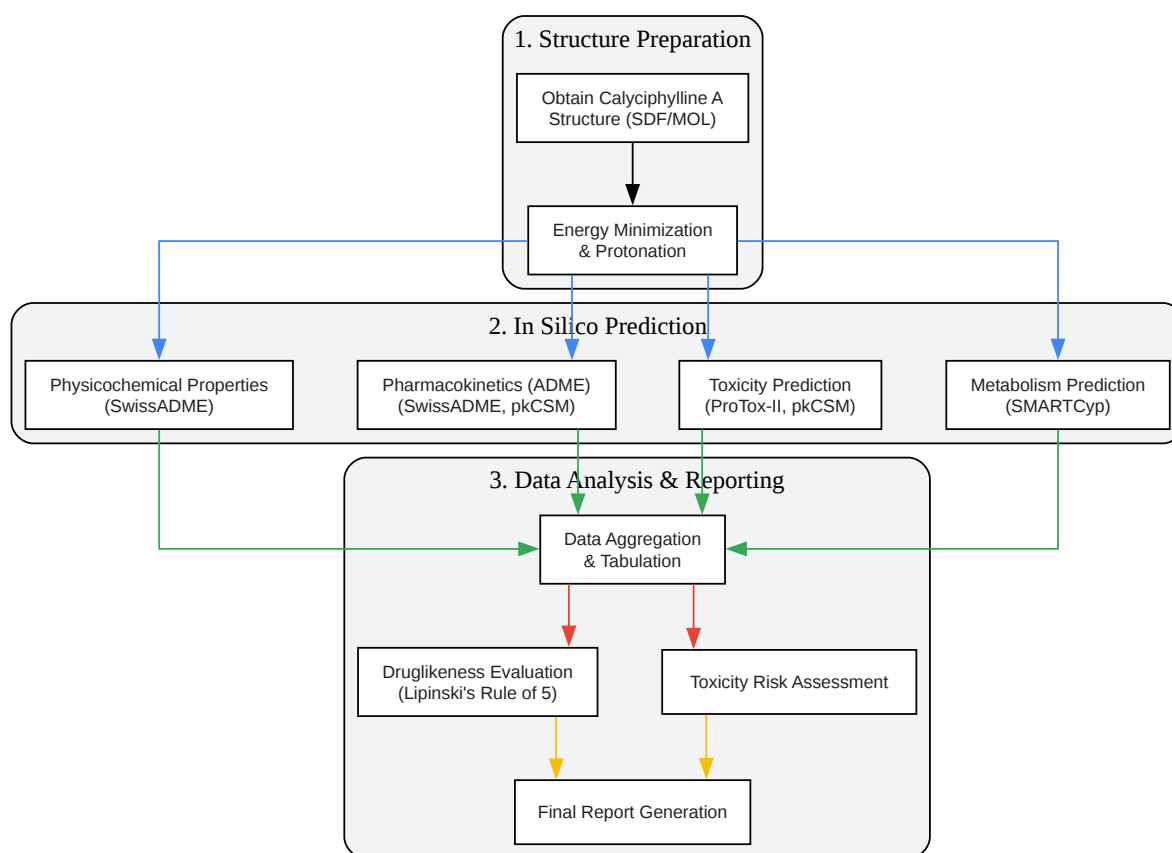 1. Structure Preparation
Obtain Calyciphylline A
Structure (SDF/MOL)
Energy Minimization
& Protonation
2. In Silico Prediction
Physicochemical Properties
(SwissADME)
Pharmacokinetics (ADME)
(SwissADME, pkCSM)
Toxicity Prediction
(ProTox-II, pkCSM)
Metabolism Prediction
(SMARTCyp)
3. Data Analysis & Reporting
Data Aggregation
& Tabulation
Druglikeness Evaluation
(Lipinski's Rule of 5)
Toxicity Risk Assessment
Final Report Generation